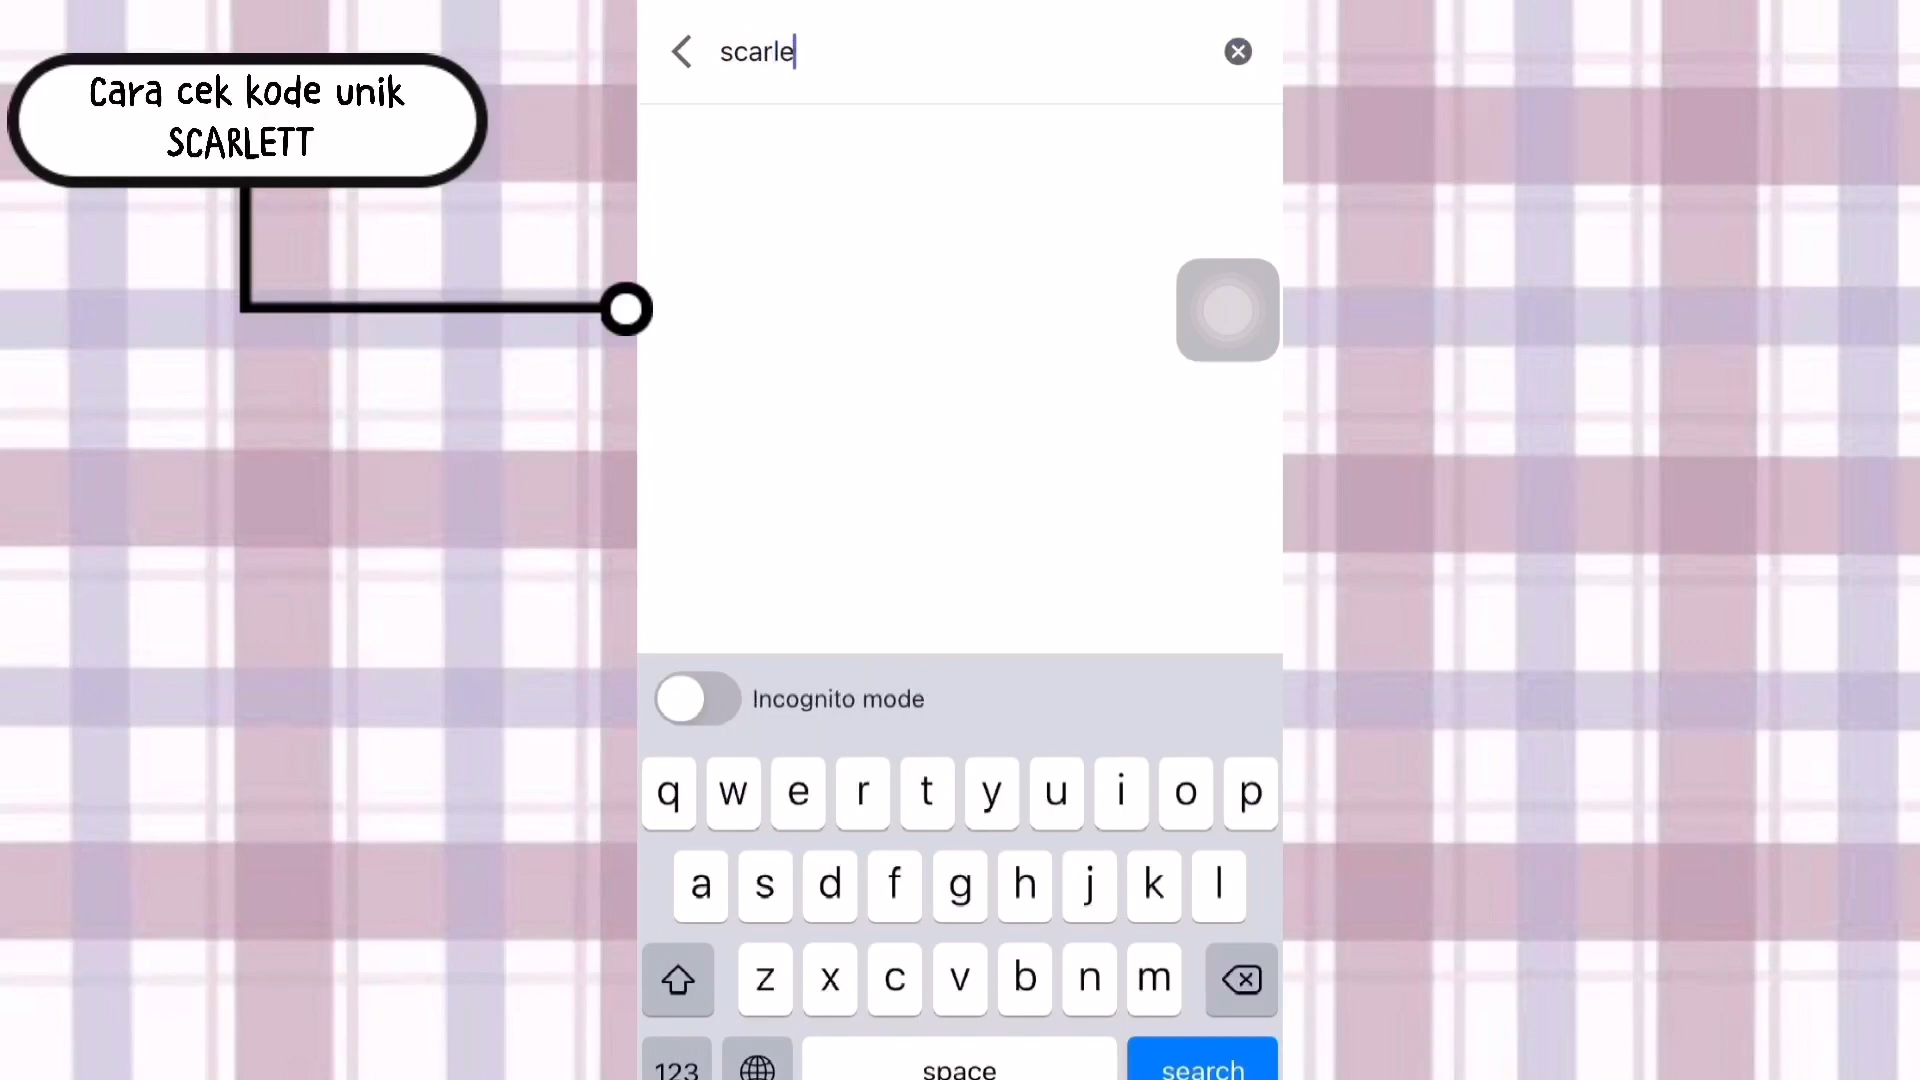 Cara cek kode unik
SCARLETT
scarle
Incognito mode
q w e r t y u i o p
a s d f g h j k l
z x c v b n m
123 space search